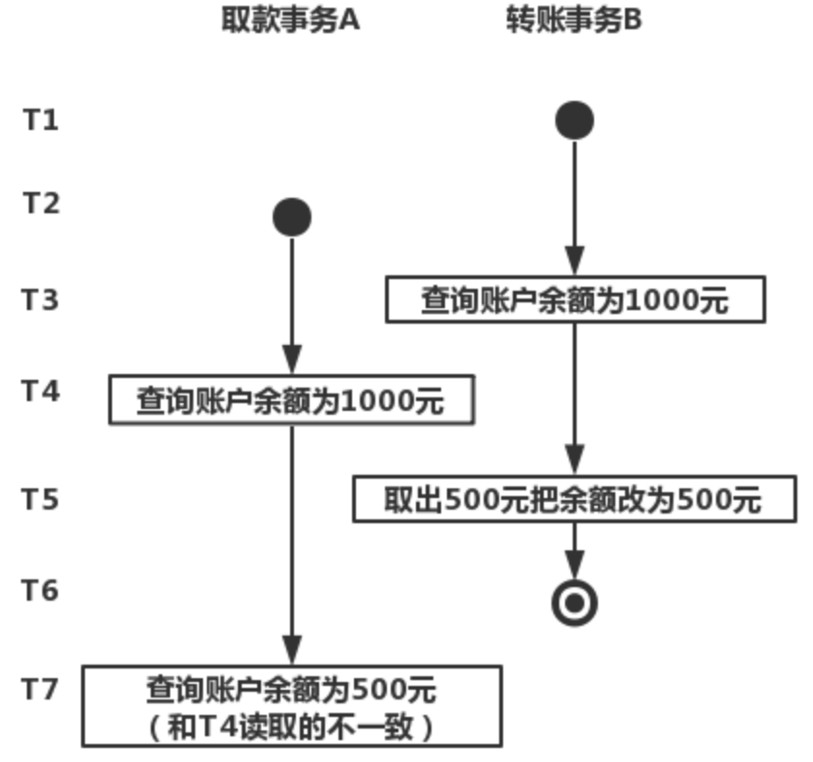 取款事务A 转账事务B
T1
T2
T3 查询账户余额为1000元
T4 查询账户余额为1000元
T5 取出500元把余额改为500元
T6
T7 查询账户余额为500元
（和T4读取的不一致）